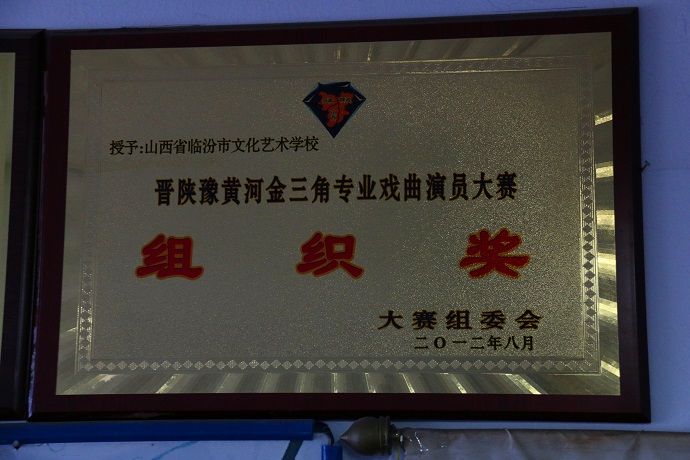 授予:山西省临汾市文化艺术学校
晋陕豫黄河金三角专业戏曲演员大赛
组织奖
大赛组委会
二O一二年八月